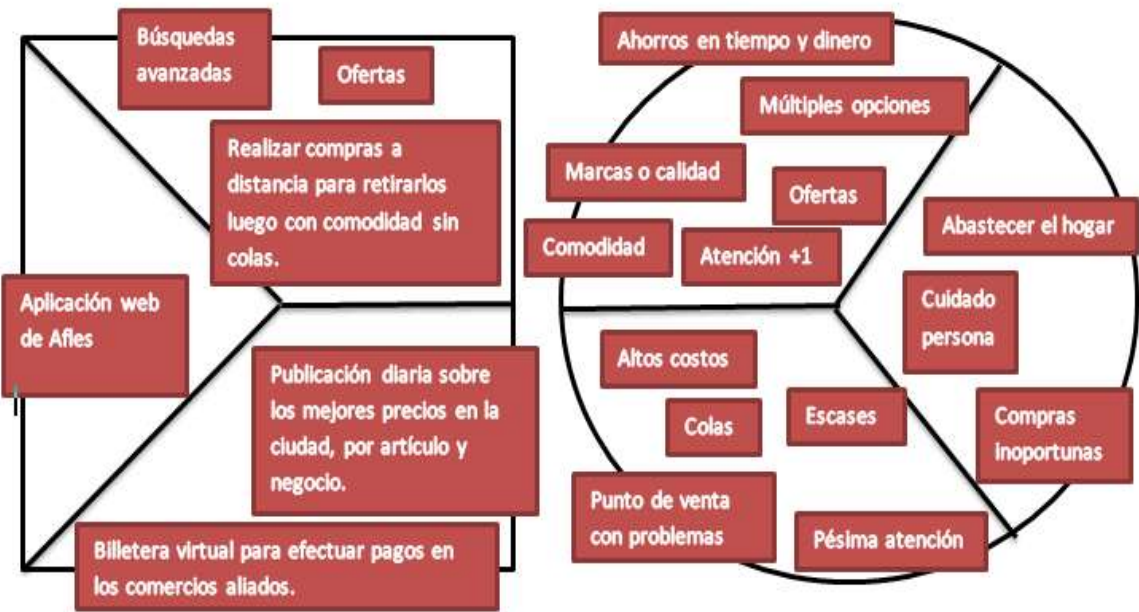 Búsquedas
avanzadas
Ofertas
Realizar compras a
distancia para retirarlos
luego con comodidad sin
colas.
Aplicación web
de Afles
Publicación diaria sobre
los mejores precios en la
ciudad, por artículo y
negocio.
Billetera virtual para efectuar pagos en
los comercios aliados.
Ahorros en tiempo y dinero
Múltiples opciones
Marcas o calidad
Ofertas
Comodidad
Atención +1
Abastecer el hogar
Cuidado
persona
Compras
inoportunas
Altos costos
Colas
Escases
Punto de venta
con problemas
Pésima atención